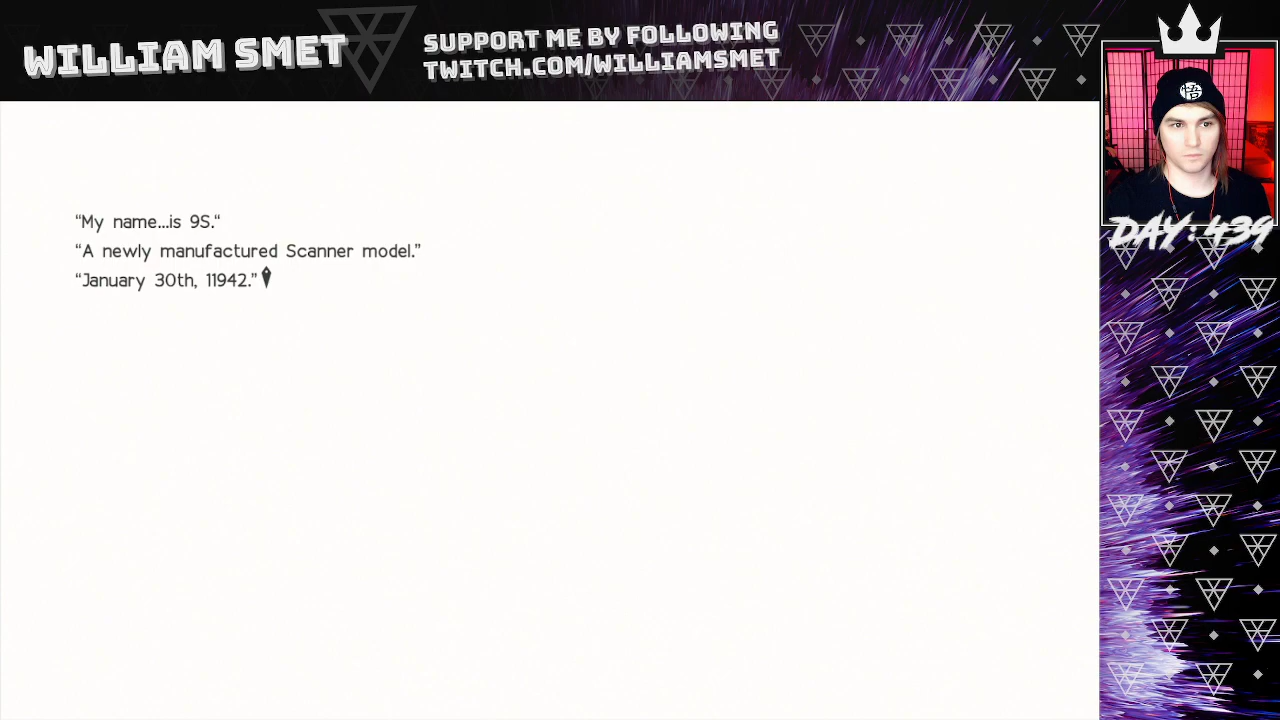 WILLIAM SMET
SUPPORT ME BY FOLLOWING
TWITCH.COM/WILLIAMSMET
悟
DAY:439
“My name...is 9S.“
“A newly manufactured Scanner model.”
“January 30th, 11942.”